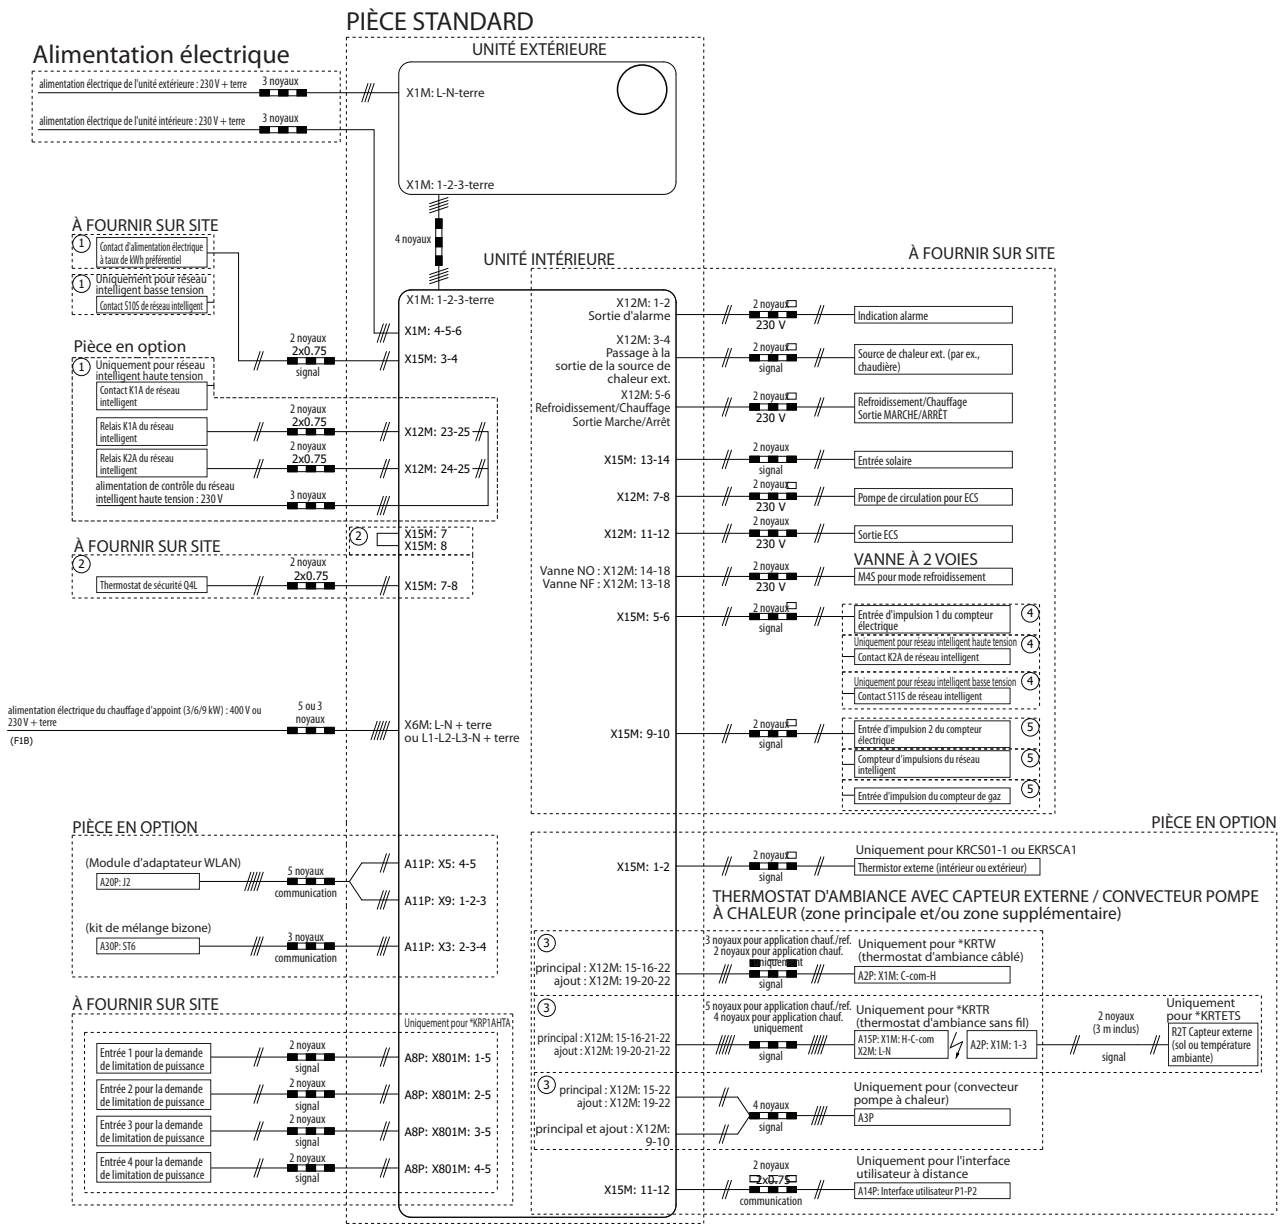 PIÈCE STANDARD
Alimentation électrique
alimentation électrique de l'unité extérieure : 230 V + terre
3 noyaux
alimentation électrique de l'unité intérieure : 230 V + terre
3 noyaux
UNITÉ EXTÉRIEURE
X1M: L-N-terre
X1M: 1-2-3-terre
4 noyaux
À FOURNIR SUR SITE
1
Contact d'alimentation électrique
à taux de kWh préférentiel
1
Uniquement pour réseau
intelligent basse tension
Contact S10S de réseau intelligent
2 noyaux
2x0.75
signal
Pièce en option
1
Uniquement pour réseau
intelligent haute tension
Contact K1A de réseau
intelligent
Relais K1A du réseau
intelligent
2 noyaux
2x0.75
Relais K2A du réseau
intelligent
2 noyaux
2x0.75
alimentation de contrôle du réseau
intelligent haute tension : 230 V
3 noyaux
À FOURNIR SUR SITE
2
Thermostat de sécurité Q4L
2 noyaux
2x0.75
alimentation électrique du chauffage d'appoint (3/6/9 kW) : 400 V ou
230 V + terre
(F1B)
5 ou 3
noyaux
PIÈCE EN OPTION
(Module d'adaptateur WLAN)
A20P: J2
5 noyaux
communication
(kit de mélange bizone)
A30P: ST6
3 noyaux
communication
À FOURNIR SUR SITE
Uniquement pour *KRP1AHTA
Entrée 1 pour la demande
de limitation de puissance
2 noyaux
signal
Entrée 2 pour la demande
de limitation de puissance
2 noyaux
signal
Entrée 3 pour la demande
de limitation de puissance
2 noyaux
signal
Entrée 4 pour la demande
de limitation de puissance
2 noyaux
signal
UNITÉ INTÉRIEURE
X1M: 1-2-3-terre
X1M: 4-5-6
X15M: 3-4
X12M: 23-25
X12M: 24-25
2
X15M: 7
X15M: 8
X15M: 7-8
X6M: L-N + terre
ou L1-L2-L3-N + terre
A11P: X5: 4-5
A11P: X9: 1-2-3
A11P: X3: 2-3-4
A8P: X801M: 1-5
A8P: X801M: 2-5
A8P: X801M: 3-5
A8P: X801M: 4-5
À FOURNIR SUR SITE
X12M: 1-2
Sortie d'alarme
2 noyaux
230 V
Indication alarme
X12M: 3-4
Passage à la
sortie de la source de
chaleur ext.
2 noyaux
signal
Source de chaleur ext. (par ex.,
chaudière)
X12M: 5-6
Refroidissement/Chauffage
Sortie Marche/Arrêt
2 noyaux
230 V
Refroidissement/Chauffage
Sortie MARCHE/ARRÊT
X15M: 13-14
2 noyaux
signal
Entrée solaire
X12M: 7-8
2 noyaux
230 V
Pompe de circulation pour ECS
X12M: 11-12
2 noyaux
230 V
Sortie ECS
VANNE À 2 VOIES
Vanne NO : X12M: 14-18
Vanne NF : X12M: 13-18
2 noyaux
230 V
M4S pour mode refroidissement
X15M: 5-6
2 noyaux
signal
Entrée d'impulsion 1 du compteur
électrique
4
Uniquement pour réseau intelligent haute tension
Contact K2A de réseau intelligent
4
Uniquement pour réseau intelligent basse tension
Contact S11S de réseau intelligent
4
X15M: 9-10
2 noyaux
signal
Entrée d'impulsion 2 du compteur
électrique
5
Compteur d'impulsions du réseau
intelligent
5
Entrée d'impulsion du compteur de gaz
5
PIÈCE EN OPTION
X15M: 1-2
2 noyaux
signal
Uniquement pour KRCS01-1 ou EKRSCA1
Thermistor externe (intérieur ou extérieur)
THERMOSTAT D'AMBIANCE AVEC CAPTEUR EXTERNE / CONVECTEUR POMPE
À CHALEUR (zone principale et/ou zone supplémentaire)
3
principal : X12M: 15-16-22
ajout : X12M: 19-20-22
3 noyaux pour application chauf./ref.
2 noyaux pour application chauf.
uniquement
signal
Uniquement pour *KRTW
(thermostat d'ambiance câblé)
A2P: X1M: C-com-H
3
principal : X12M: 15-16-21-22
ajout : X12M: 19-20-21-22
5 noyaux pour application chauf./ref.
4 noyaux pour application chauf.
uniquement
signal
Uniquement pour *KRTR
(thermostat d'ambiance sans fil)
A15P: X1M: H-C-com
X2M: L-N
A2P: X1M: 1-3
2 noyaux
(3 m inclus)
signal
Uniquement
pour *KRTETS
R2T Capteur externe
(sol ou température
ambiante)
3
principal : X12M: 15-22
ajout : X12M: 19-22
principal et ajout : X12M:
9-10
4 noyaux
signal
Uniquement pour (convecteur
pompe à chaleur)
A3P
X15M: 11-12
2 noyaux
2x0.75
communication
Uniquement pour l'interface
utilisateur à distance
A14P: Interface utilisateur P1-P2